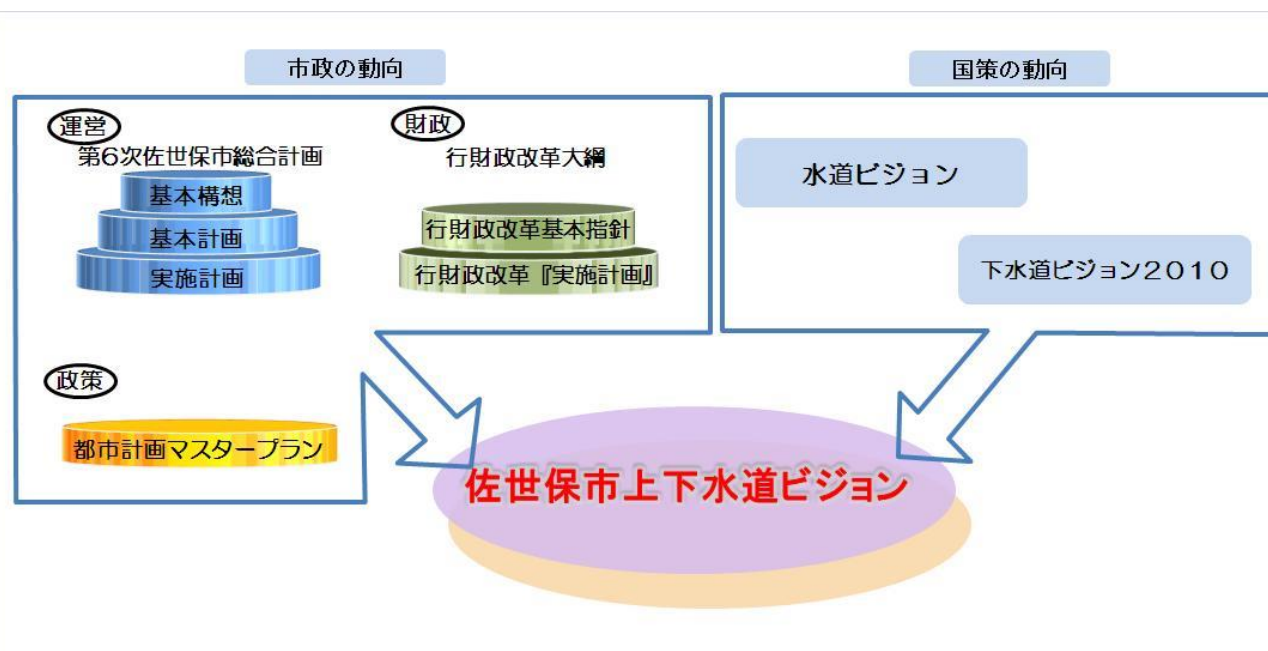 市政の動向
国策の動向
運営
第6次佐世保市総合計画
基本構想
基本計画
実施計画
財政
行財政改革大綱
行財政改革基本指針
行財政改革『実施計画』
政策
都市計画マスタープラン
水道ビジョン
下水道ビジョン2010
佐世保市上下水道ビジョン